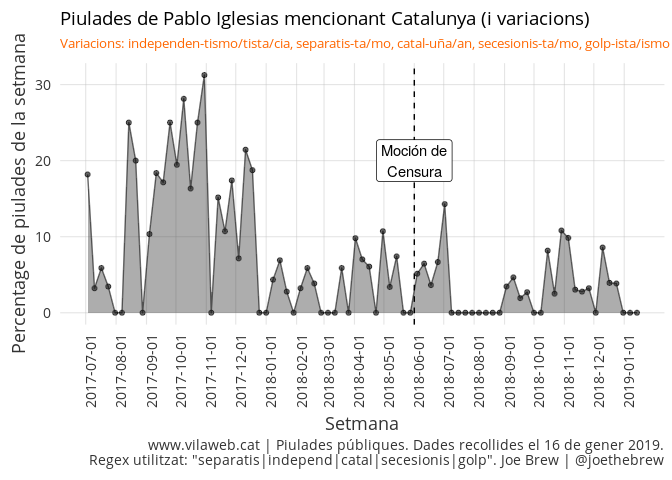 Piulades de Pablo Iglesias mencionant Catalunya (i variacions)
Variacions: independen-tismo/tista/cia, separatis-ta/mo, catal-uña/an, secesionis-ta/mo, golp-ista/ismo
Percentage de piulades de la setmana
30
20
10
0
Moción de
Censura
2017-07-01
2017-08-01
2017-09-01
2017-10-01
2017-11-01
2017-12-01
2018-01-01
2018-02-01
2018-03-01
2018-04-01
2018-05-01
2018-06-01
2018-07-01
2018-08-01
2018-09-01
2018-10-01
2018-11-01
2018-12-01
2019-01-01
Setmana
www.vilaweb.cat | Piulades públiques. Dades recollides el 16 de gener 2019.
Regex utilitzat: "separatis|independ|catal|secesionis|golp". Joe Brew | @joethebrew